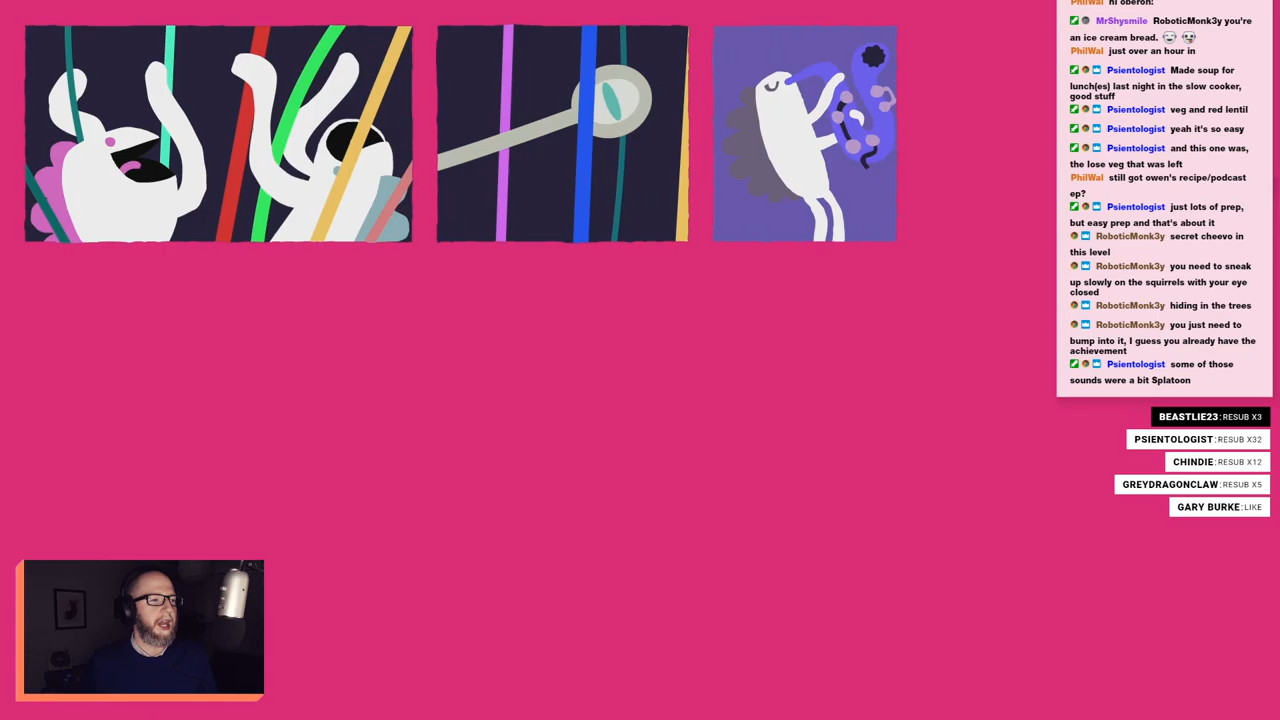 PhilWal hi oberon!
MrShysmile RoboticMonk3y you're
an ice cream bread.
PhilWal just over an hour in
Psientologist Made soup for
lunch(es) last night in the slow cooker,
good stuff
Psientologist veg and red lentil
Psientologist yeah it's so easy
Psientologist and this one was,
the lose veg that was left
PhilWal still got owen's recipe/podcast
ep?
Psientologist just lots of prep,
but easy prep and that's about it
RoboticMonk3y secret cheevo in
this level
RoboticMonk3y you need to sneak
up slowly on the squirrels with your eye
closed
RoboticMonk3y hiding in the trees
RoboticMonk3y you just need to
bump into it, I guess you already have the
achievement
Psientologist some of those
sounds were a bit Splatoon
BEASTLIE23:RESUB X3
PSIENTOLOGIST:RESUB X32
CHINDIE:RESUB X12
GREYDRAGONCLAW:RESUB X5
GARY BURKE:LIKE